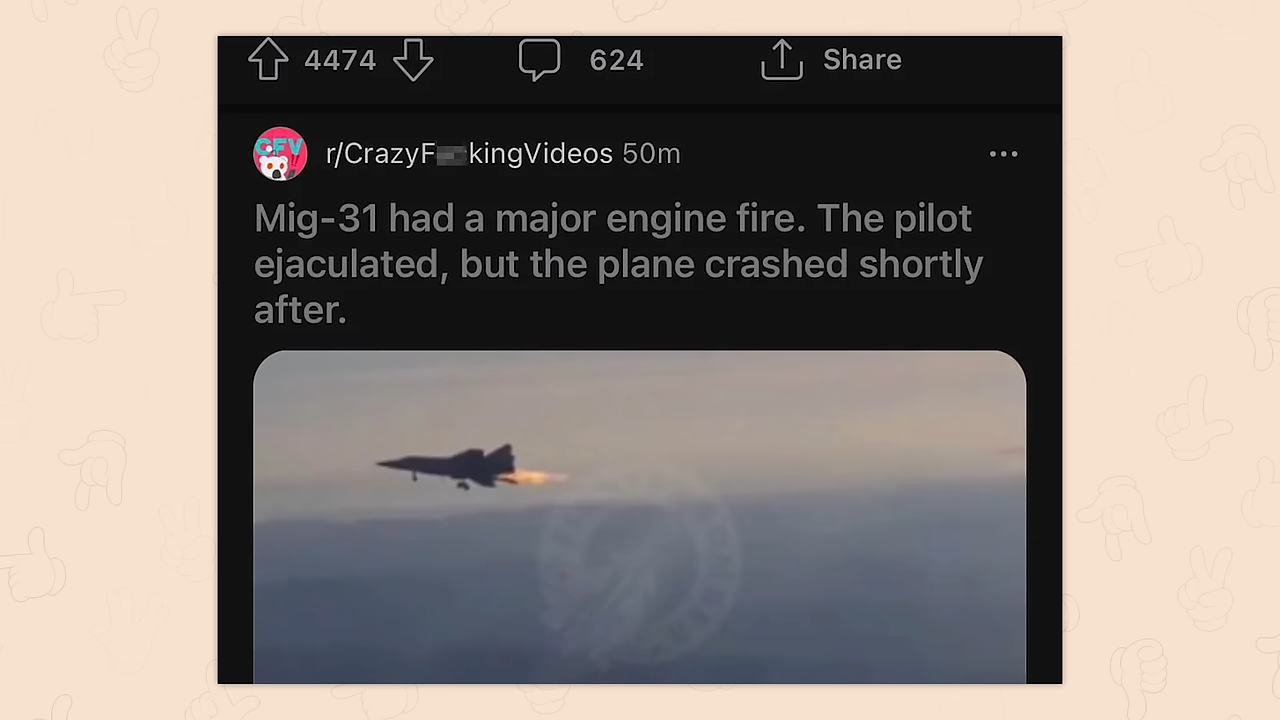 4474 624 Share
CFV
r/CrazyF kingVideos 50m
Mig-31 had a major engine fire. The pilot
ejaculated, but the plane crashed shortly
after.